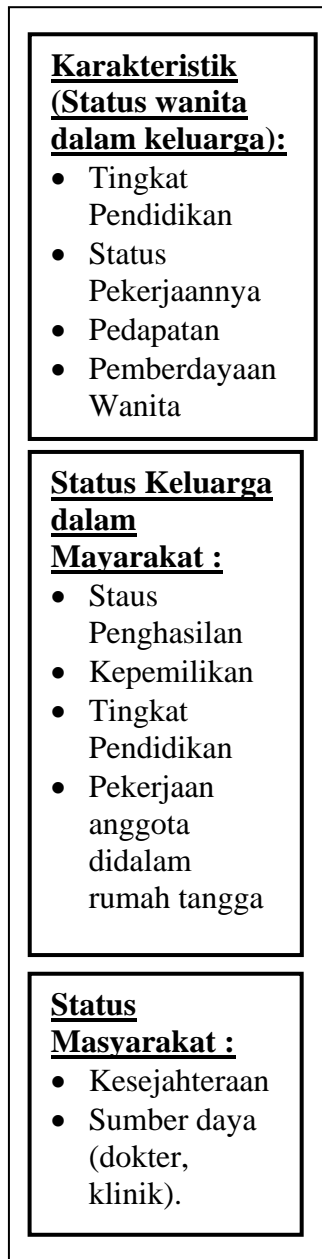 Karakteristik
(Status wanita
dalam keluarga):
• Tingkat
Pendidikan
• Status
Pekerjaannya
• Pedapatan
• Pemberdayaan
Wanita
Status Keluarga
dalam
Mayarakat :
• Staus
Penghasilan
• Kepemilikan
• Tingkat
Pendidikan
• Pekerjaan
anggota
didalam
rumah tangga
Status
Masyarakat :
• Kesejahteraan
• Sumber daya
(dokter,
klinik).